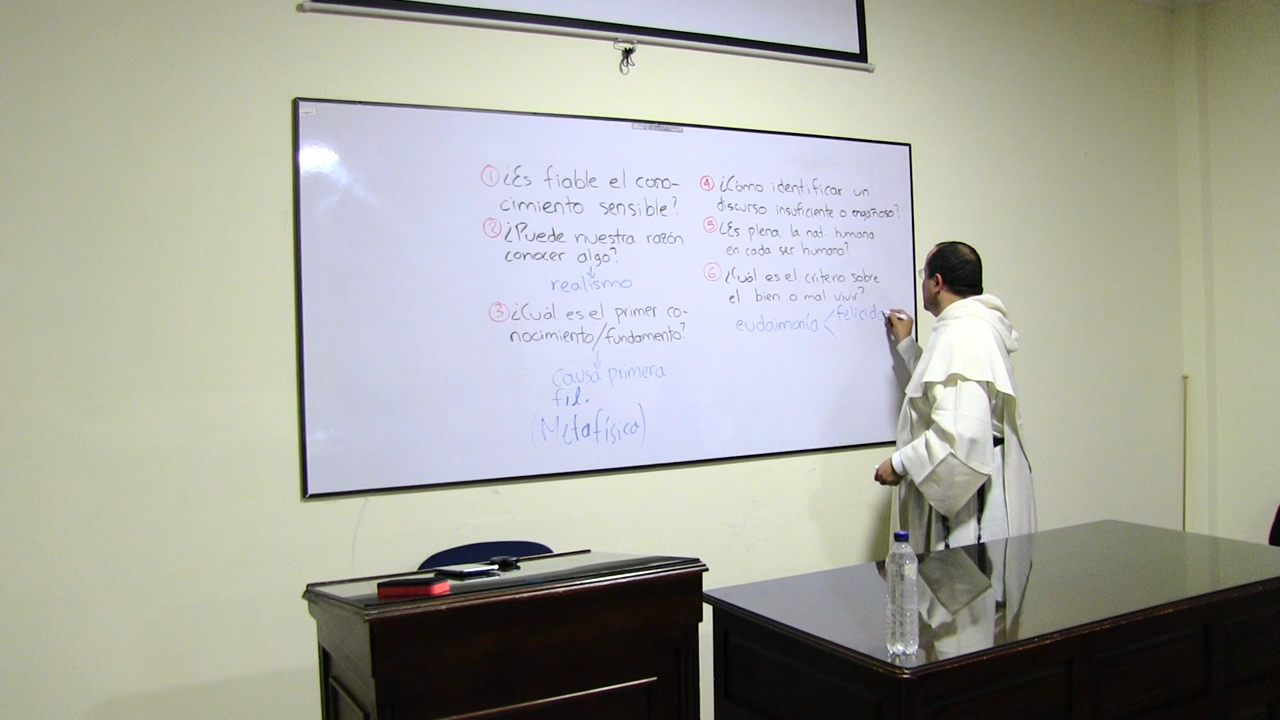 ① ¿Es fiable el cono-
cimiento sensible?
② ¿Puede nuestra razón
conocer algo?
realismo
③ ¿Cuál es el primer co-
nocimiento/fundamento?
causa primera
fil.
(Metafísica)
④ ¿Cómo identificar un
discurso insuficiente o engañoso?
⑤ ¿Es plena la nat. humana
en cada ser humano?
⑥ ¿Cuál es el criterio sobre
el bien o mal vivir?
eudaimonía < felicida